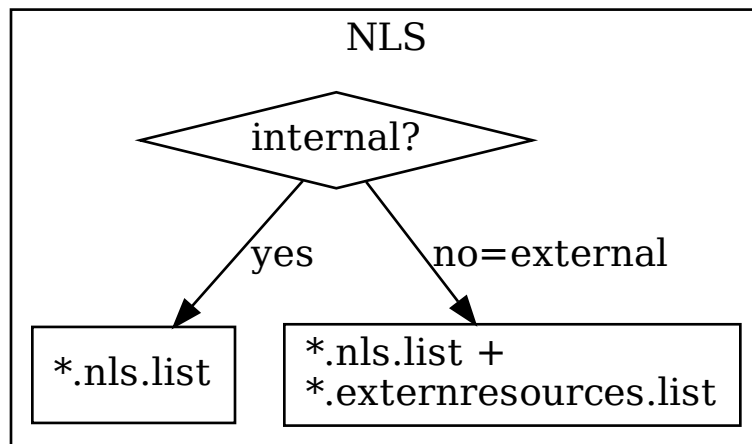 NLS
internal?
yes
no=external
*.nls.list
*.nls.list +
*.externresources.list